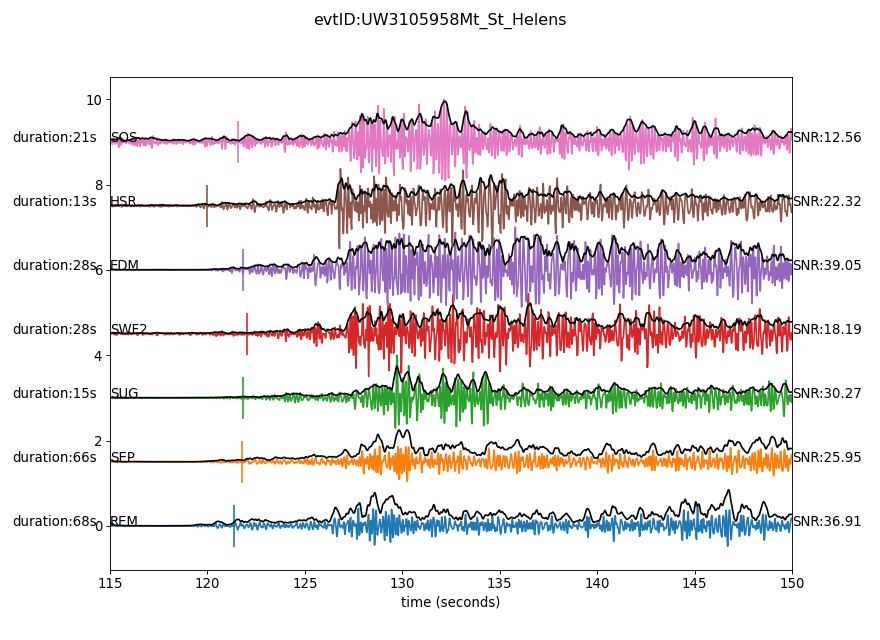 evtID:UW3105958Mt_St_Helens
10
duration:21s SOS SNR:12.56
8
duration:13s HSR SNR:22.32
duration:28s 6 EDM SNR:39.05
duration:28s SWF2 SNR:18.19
4
duration:15s SUG SNR:30.27
2
duration:66s SEP SNR:25.95
duration:68s 0 REM SNR:36.91
115 120 125 130 135 140 145 150
time (seconds)